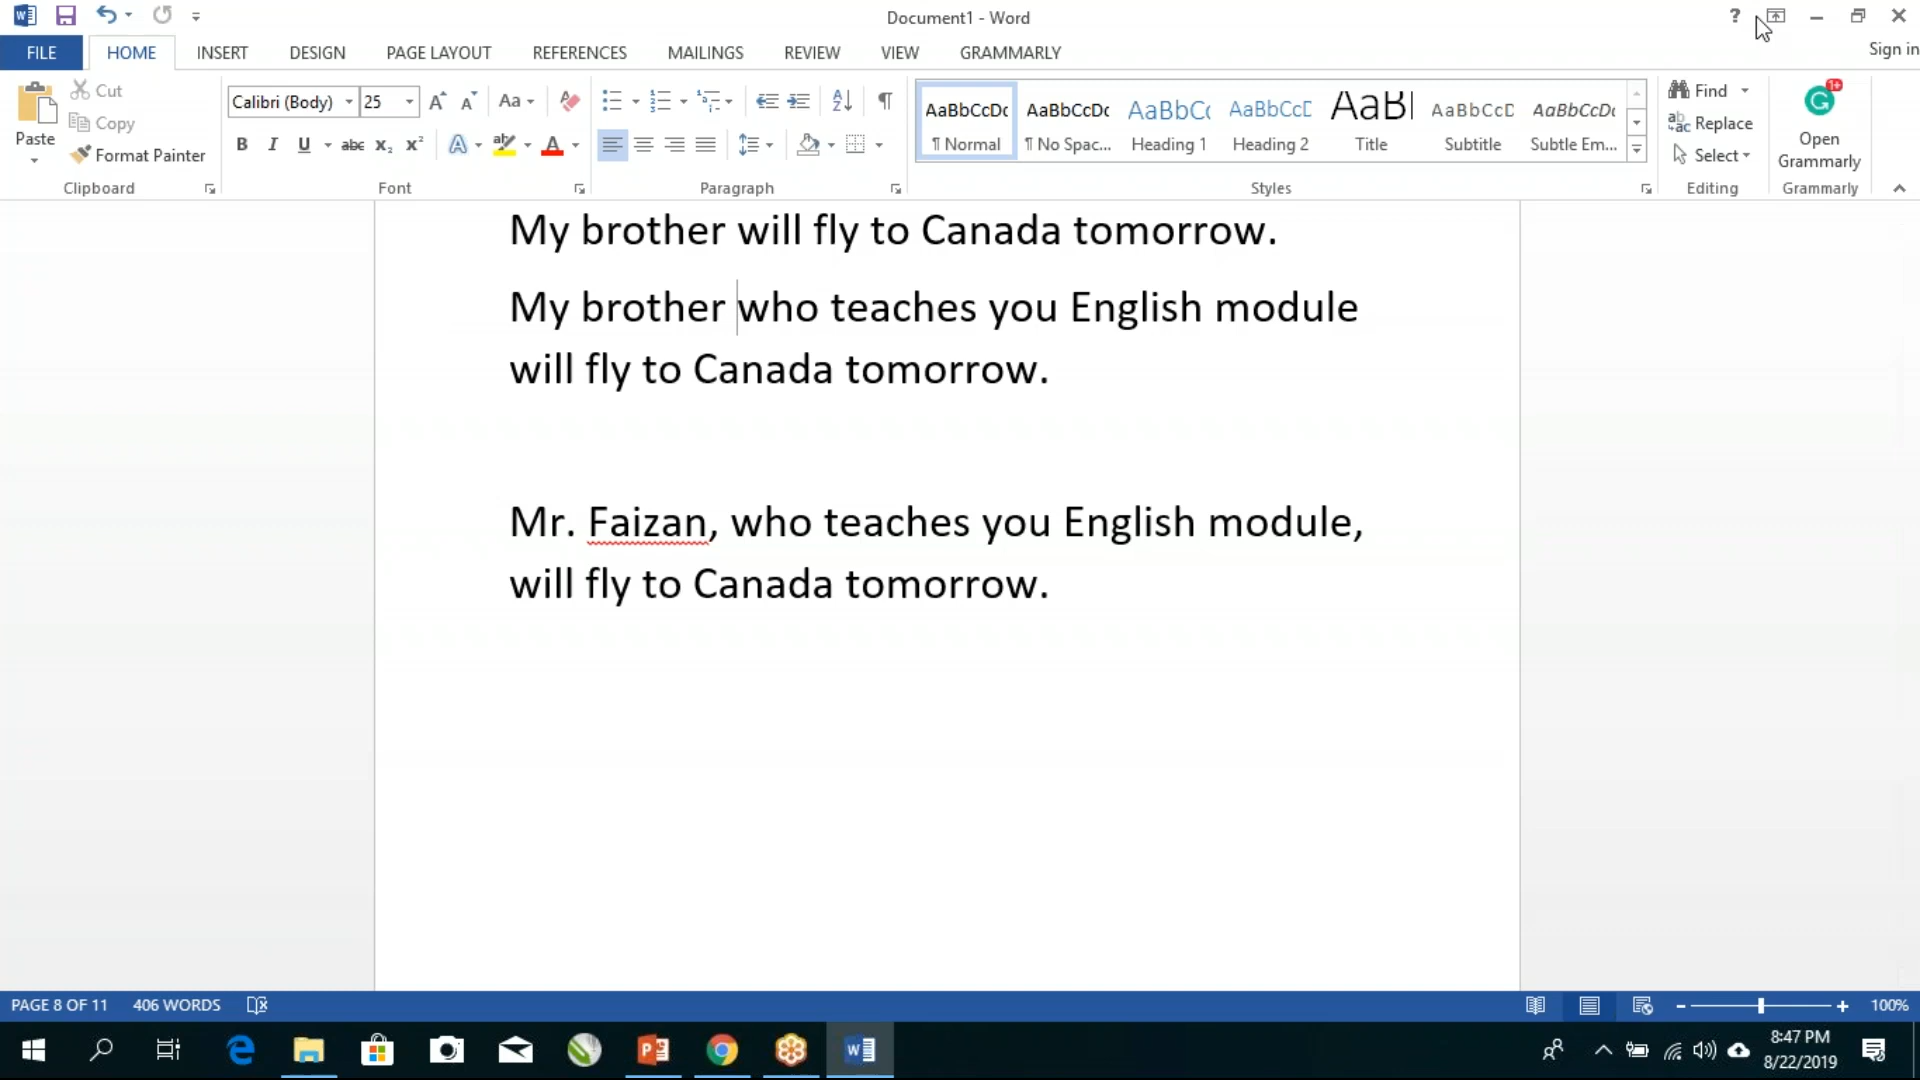 Document1 - Word
Sign in
FILE HOME INSERT DESIGN PAGE LAYOUT REFERENCES MAILINGS REVIEW VIEW GRAMMARLY
Paste
Cut
Copy
Format Painter
Clipboard
Calibri (Body) 25
Font
Paragraph
AaBbCcDc AaBbCcDc AaBbC( AaBbCcD AaBl AaBbCcD AaBbCcDc
¶ Normal ¶ No Spac... Heading 1 Heading 2 Title Subtitle Subtle Em...
Styles
Find
Replace
Select
Editing
Open
Grammarly
Grammarly
My brother will fly to Canada tomorrow.
My brother who teaches you English module
will fly to Canada tomorrow.
Mr. Faizan, who teaches you English module,
will fly to Canada tomorrow.
PAGE 8 OF 11 406 WORDS
100%
8:47 PM
8/22/2019